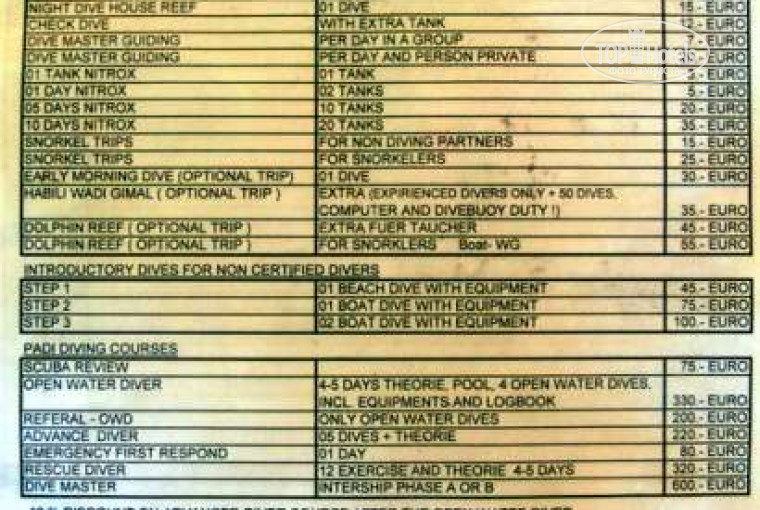 NIGHT DIVE HOUSE REEF 01 DIVE 15.- EURO
CHECK DIVE WITH EXTRA TANK 12.- EURO
DIVE MASTER GUIDING PER DAY IN A GROUP 7.- EURO
DIVE MASTER GUIDING PER DAY AND PERSON PRIVATE EURO
01 TANK NITROX 01 TANK 3.- EURO
01 DAY NITROX 02 TANKS 5.- EURO
05 DAYS NITROX 10 TANKS 20.- EURO
10 DAYS NITROX 20 TANKS 35.- EURO
SNORKEL TRIPS FOR NON DIVING PARTNERS 15.- EURO
SNORKEL TRIPS FOR SNORKELERS 25.- EURO
EARLY MORNING DIVE (OPTIONAL TRIP) 01 DIVE 30.- EURO
HABILI WADI GIMAL ( OPTIONAL TRIP ) EXTRA (EXPIRIENCED DIVERS ONLY + 50 DIVES,
COMPUTER AND DIVEBUOY DUTY !) 35.- EURO
DOLPHIN REEF ( OPTIONAL TRIP ) EXTRA FUER TAUCHER 45.- EURO
DOLPHIN REEF ( OPTIONAL TRIP ) FOR SNORKLERS Boat- WG 55.- EURO
INTRODUCTORY DIVES FOR NON CERTIFIED DIVERS
STEP 1 01 BEACH DIVE WITH EQUIPMENT 45.- EURO
STEP 2 01 BOAT DIVE WITH EQUIPMENT 75.- EURO
STEP 3 02 BOAT DIVE WITH EQUIPMENT 100.- EURO
PADI DIVING COURSES
SCUBA REVIEW 75.- EURO
OPEN WATER DIVER 4-5 DAYS THEORIE, POOL, 4 OPEN WATER DIVES,
INCL. EQUIPMENTS AND LOGBOOK 330.- EURO
REFERAL - OWD ONLY OPEN WATER DIVES 200.- EURO
ADVANCE DIVER 05 DIVES + THEORIE 220.- EURO
EMERGENCY FIRST RESPOND 01 DAY 80.- EURO
RESCUE DIVER 12 EXERCISE AND THEORIE 4-5 DAYS 320.- EURO
DIVE MASTER INTERSHIP PHASE A OR B 600.- EURO
DISCOUNT ON ADVANCED DIVER COURSE AFTER THE OPEN WATER DIVER